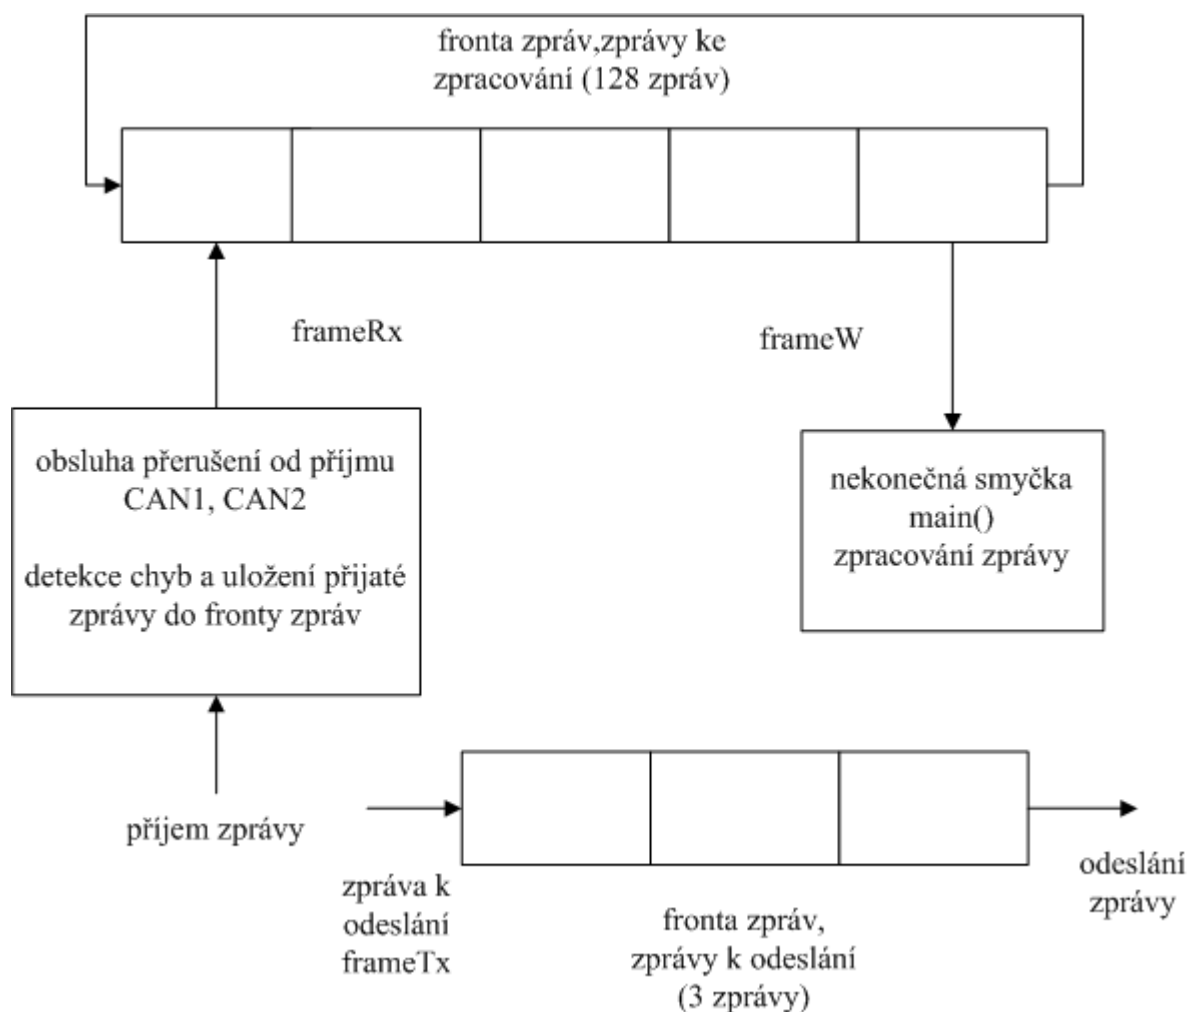 fronta zpráv,zprávy ke
zpracování (128 zpráv)
frameRx
frameW
obsluha přerušení od příjmu
CAN1, CAN2
detekce chyb a uložení přijaté
zprávy do fronty zpráv
nekonečná smyčka
main()
zpracování zprávy
příjem zprávy
zpráva k
odeslání
frameTx
fronta zpráv,
zprávy k odeslání
(3 zprávy)
odeslání
zprávy